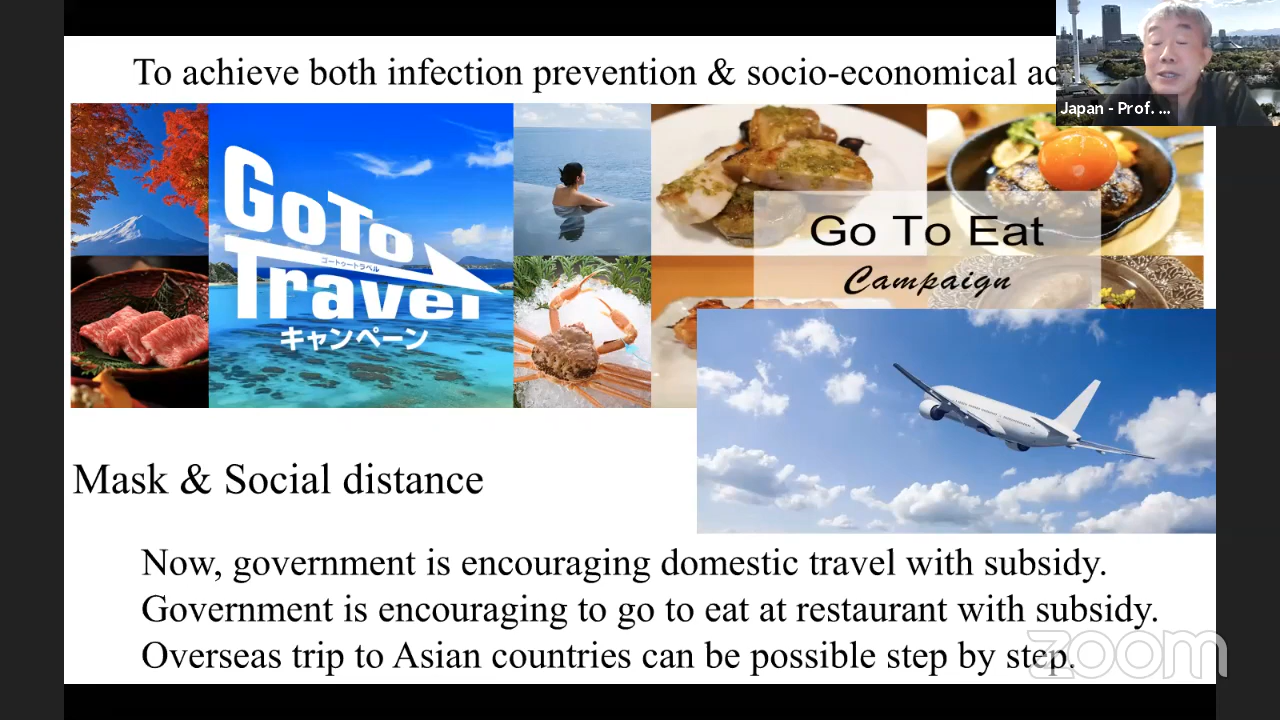 To achieve both infection prevention & socio-economical
Japan - Prof. ...
GoTo
ゴートゥートラベル
Travel
キャンペーン
Go To Eat
Campaign
Mask & Social distance
Now, government is encouraging domestic travel with subsidy.
Government is encouraging to go to eat at restaurant with subsidy.
Overseas trip to Asian countries can be possible step by step.
zoom